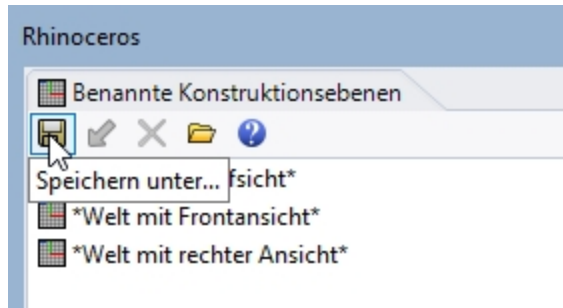 Rhinoceros
Benannte Konstruktionsebenen
Speichern unter... fsicht*
*Welt mit Frontansicht*
*Welt mit rechter Ansicht*